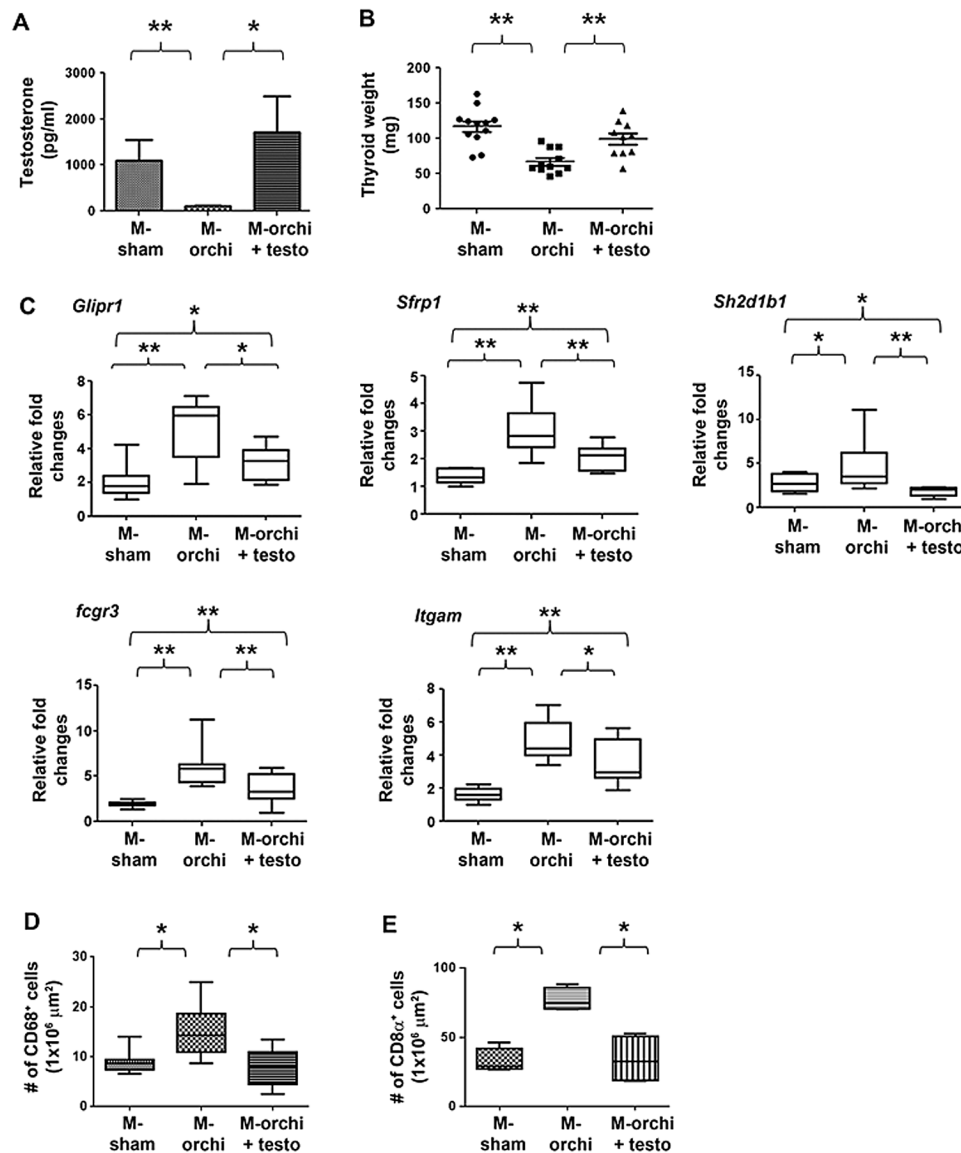 A
**
*
Testosterone
(pg/ml)
3000
2000
1000
0
M-
sham
M-
orchi
M-orchi
+ testo
B
**
**
Thyroid weight
(mg)
200
150
100
50
0
M-
sham
M-
orchi
M-orchi
+ testo
C
Glipr1
*
**
*
Relative fold
changes
8
6
4
2
0
M-
sham
M-
orchi
M-orchi
+ testo
Sfrp1
**
**
**
Relative fold
changes
5
4
3
2
1
0
M-
sham
M-
orchi
M-orchi
+ testo
Sh2d1b1
*
*
**
Relative fold
changes
15
10
5
0
M-
sham
M-
orchi
M-orchi
+ testo
fcgr3
**
**
**
Relative fold
changes
15
10
5
0
M-
sham
M-
orchi
M-orchi
+ testo
Itgam
**
**
*
Relative fold
changes
8
6
4
2
0
M-
sham
M-
orchi
M-orchi
+ testo
D
*
*
# of CD68⁺ cells
(1x10⁶ µm²)
30
20
10
0
M-
sham
M-
orchi
M-orchi
+ testo
E
*
*
# of CD8α⁺ cells
(1x10⁶ µm²)
100
50
0
M-
sham
M-
orchi
M-orchi
+ testo